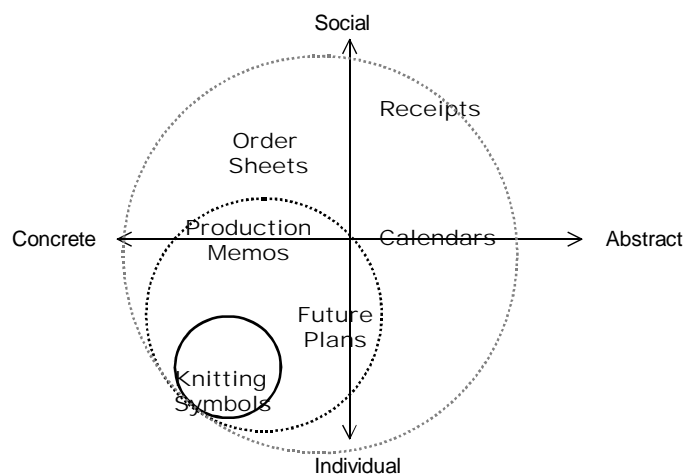 Social
Receipts
Order
Sheets
Production
Memos
Concrete
Calendars
Abstract
Future
Plans
Knitting
Symbols
Individual